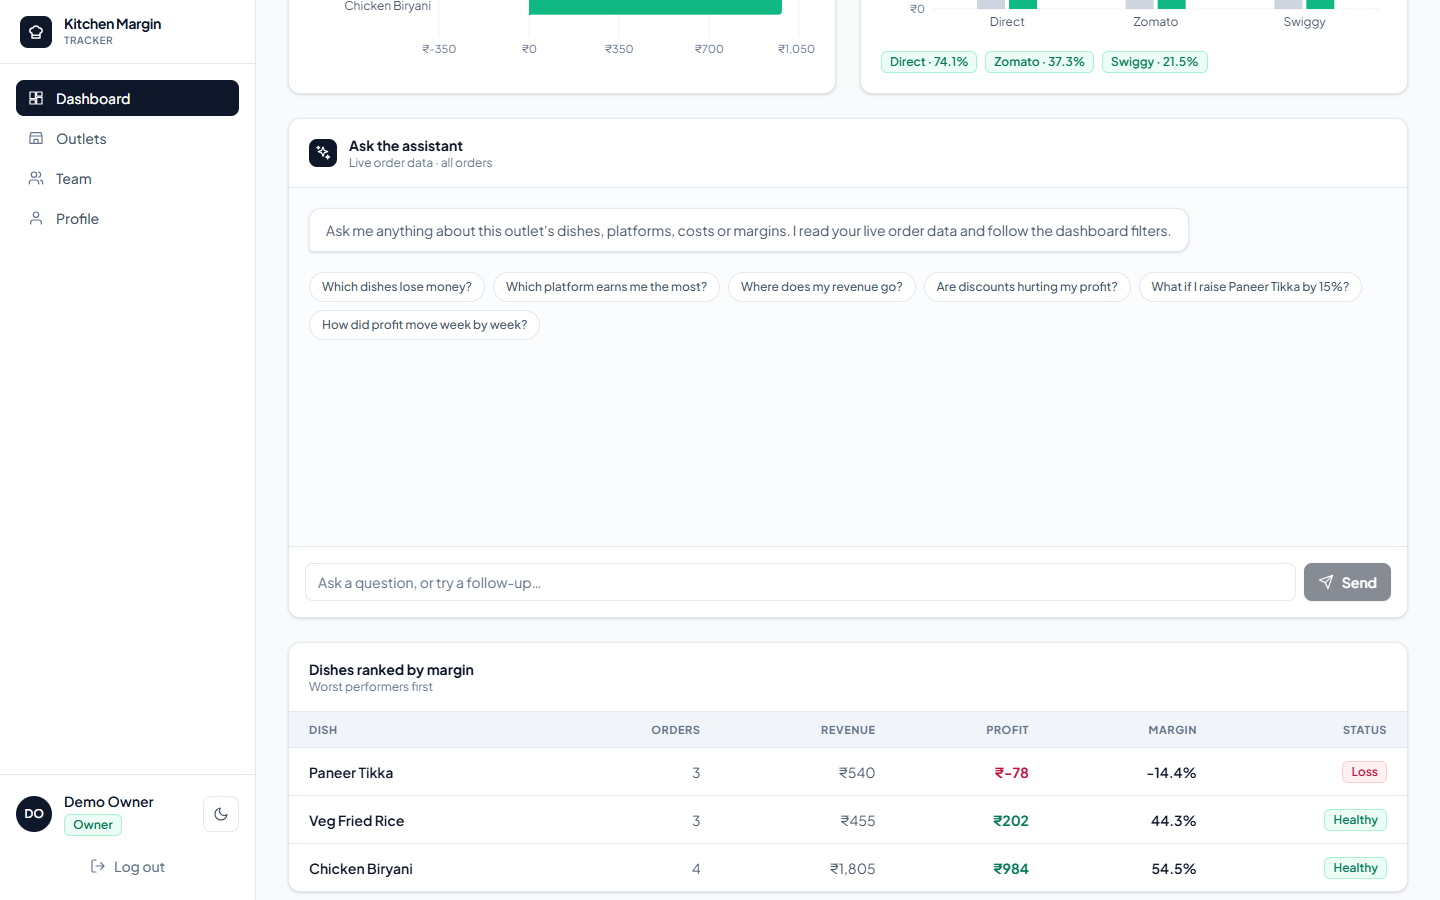 Kitchen Margin
TRACKER
Dashboard
Outlets
Team
Profile
Demo Owner
DO
Owner
Log out
Chicken Biryani
₹-350 ₹0 ₹350 ₹700 ₹1,050
₹0
Direct Zomato Swiggy
Direct · 74.1% Zomato · 37.3% Swiggy · 21.5%
Ask the assistant
Live order data · all orders
Ask me anything about this outlet's dishes, platforms, costs or margins. I read your live order data and follow the dashboard filters.
Which dishes lose money? Which platform earns me the most? Where does my revenue go? Are discounts hurting my profit? What if I raise Paneer Tikka by 15%?
How did profit move week by week?
Ask a question, or try a follow-up…
Send
Dishes ranked by margin
Worst performers first
DISH ORDERS REVENUE PROFIT MARGIN STATUS
Paneer Tikka 3 ₹540 ₹-78 -14.4% Loss
Veg Fried Rice 3 ₹455 ₹202 44.3% Healthy
Chicken Biryani 4 ₹1,805 ₹984 54.5% Healthy